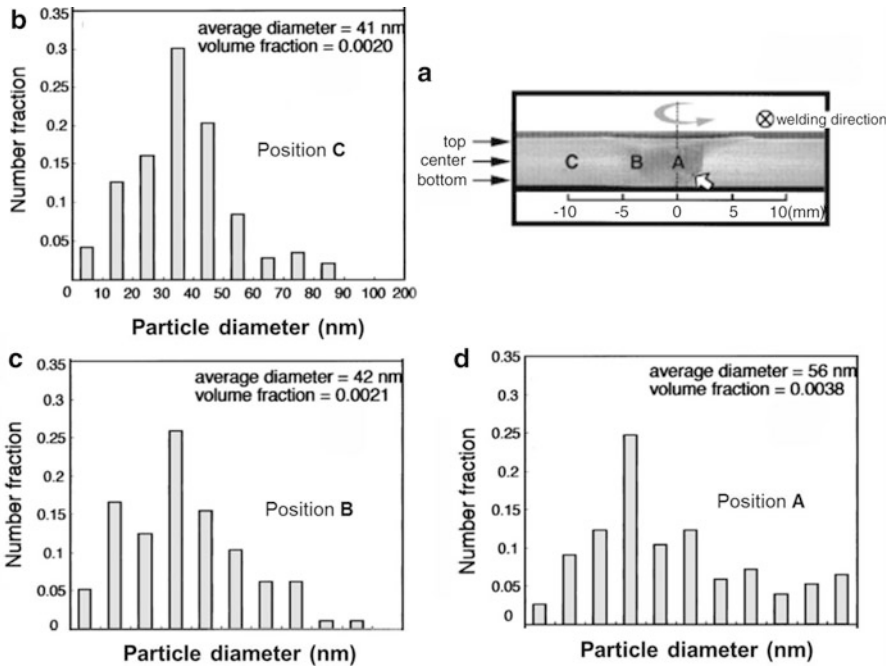 b
average diameter = 41 nm
volume fraction = 0.0020
0.35
0.3
0.25
0.2
0.15
0.1
0.05
Number fraction
Position C
0 10 20 30 40 50 60 70 80 90 100 200
Particle diameter (nm)
a
welding direction
top
center
bottom
C B A
-10 -5 0 5 10(mm)
c
average diameter = 42 nm
volume fraction = 0.0021
0.35
0.3
0.25
0.2
0.15
0.1
0.05
0
Number fraction
Position B
Particle diameter (nm)
d
average diameter = 56 nm
volume fraction = 0.0038
0.35
0.3
0.25
0.2
0.15
0.1
0.05
0
Number fraction
Position A
Particle diameter (nm)